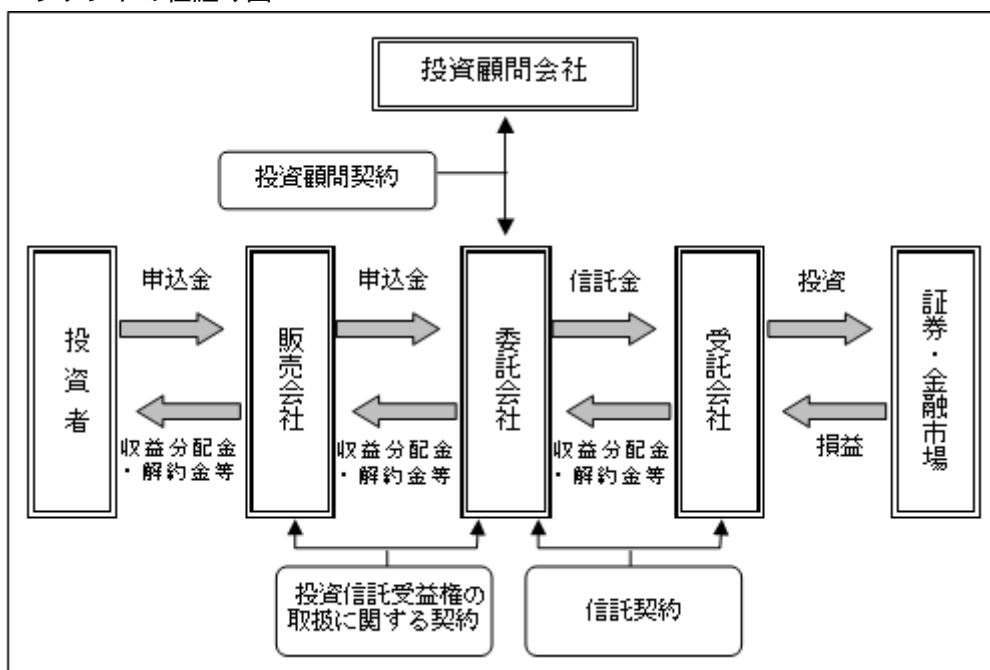 投資顧問会社
投資顧問契約
申込金
申込金
信託金
投資
投資者
販売会社
委託会社
受託会社
証券・金融市場
収益分配金
・解約金等
収益分配金
・解約金等
収益分配金
・解約金等
損益
投資信託受益権の
取扱に関する契約
信託契約